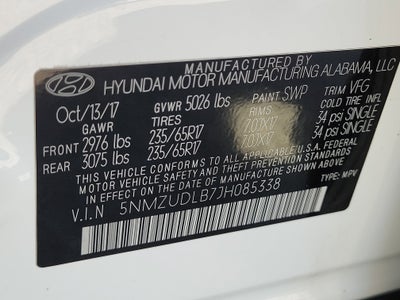 HYUNDAI MOTOR MANUFACTURING ALABAMA, LLC
Oct/13/17 GVWR 5026 lbs PAINT SWP TRIM VFG
GAWR TIRES RIMS COLD TIRE INFL
FRONT 2976 lbs 235/65R17 7.0JX17 34 psi SINGLE
REAR 3075 lbs 235/65R17 7.0JX17 34 psi SINGLE
THIS VEHICLE CONFORMS TO ALL APPLICABLE FEDERAL
MOTOR VEHICLE SAFETY AND THEFT PREVENTION STANDARDS
IN EFFECT ON THE DATE OF MANUFACTURE SHOWN ABOVE.
V.I.N 5NMZUDLB7JH085338 TYPE: MPV